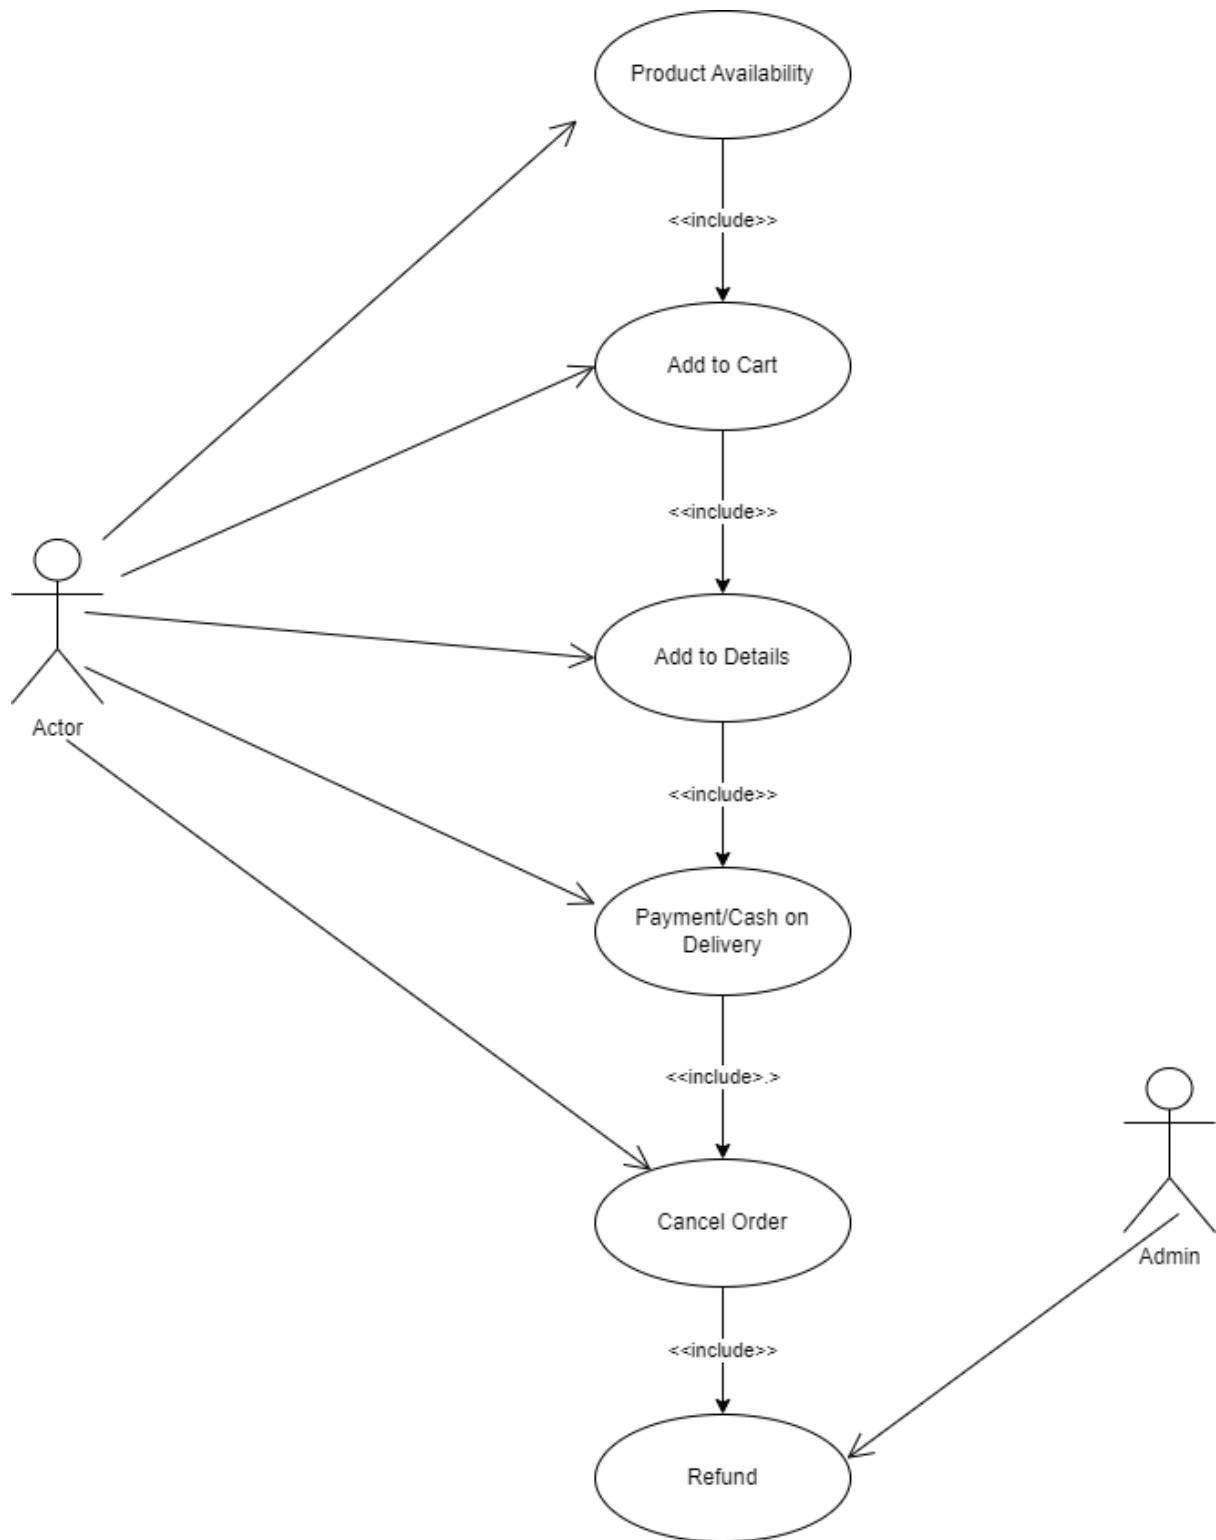 Product Availability
<<include>>
Add to Cart
<<include>>
Add to Details
Actor
<<include>>
Payment/Cash on
Delivery
<<include>.>
Cancel Order
Admin
<<include>>
Refund